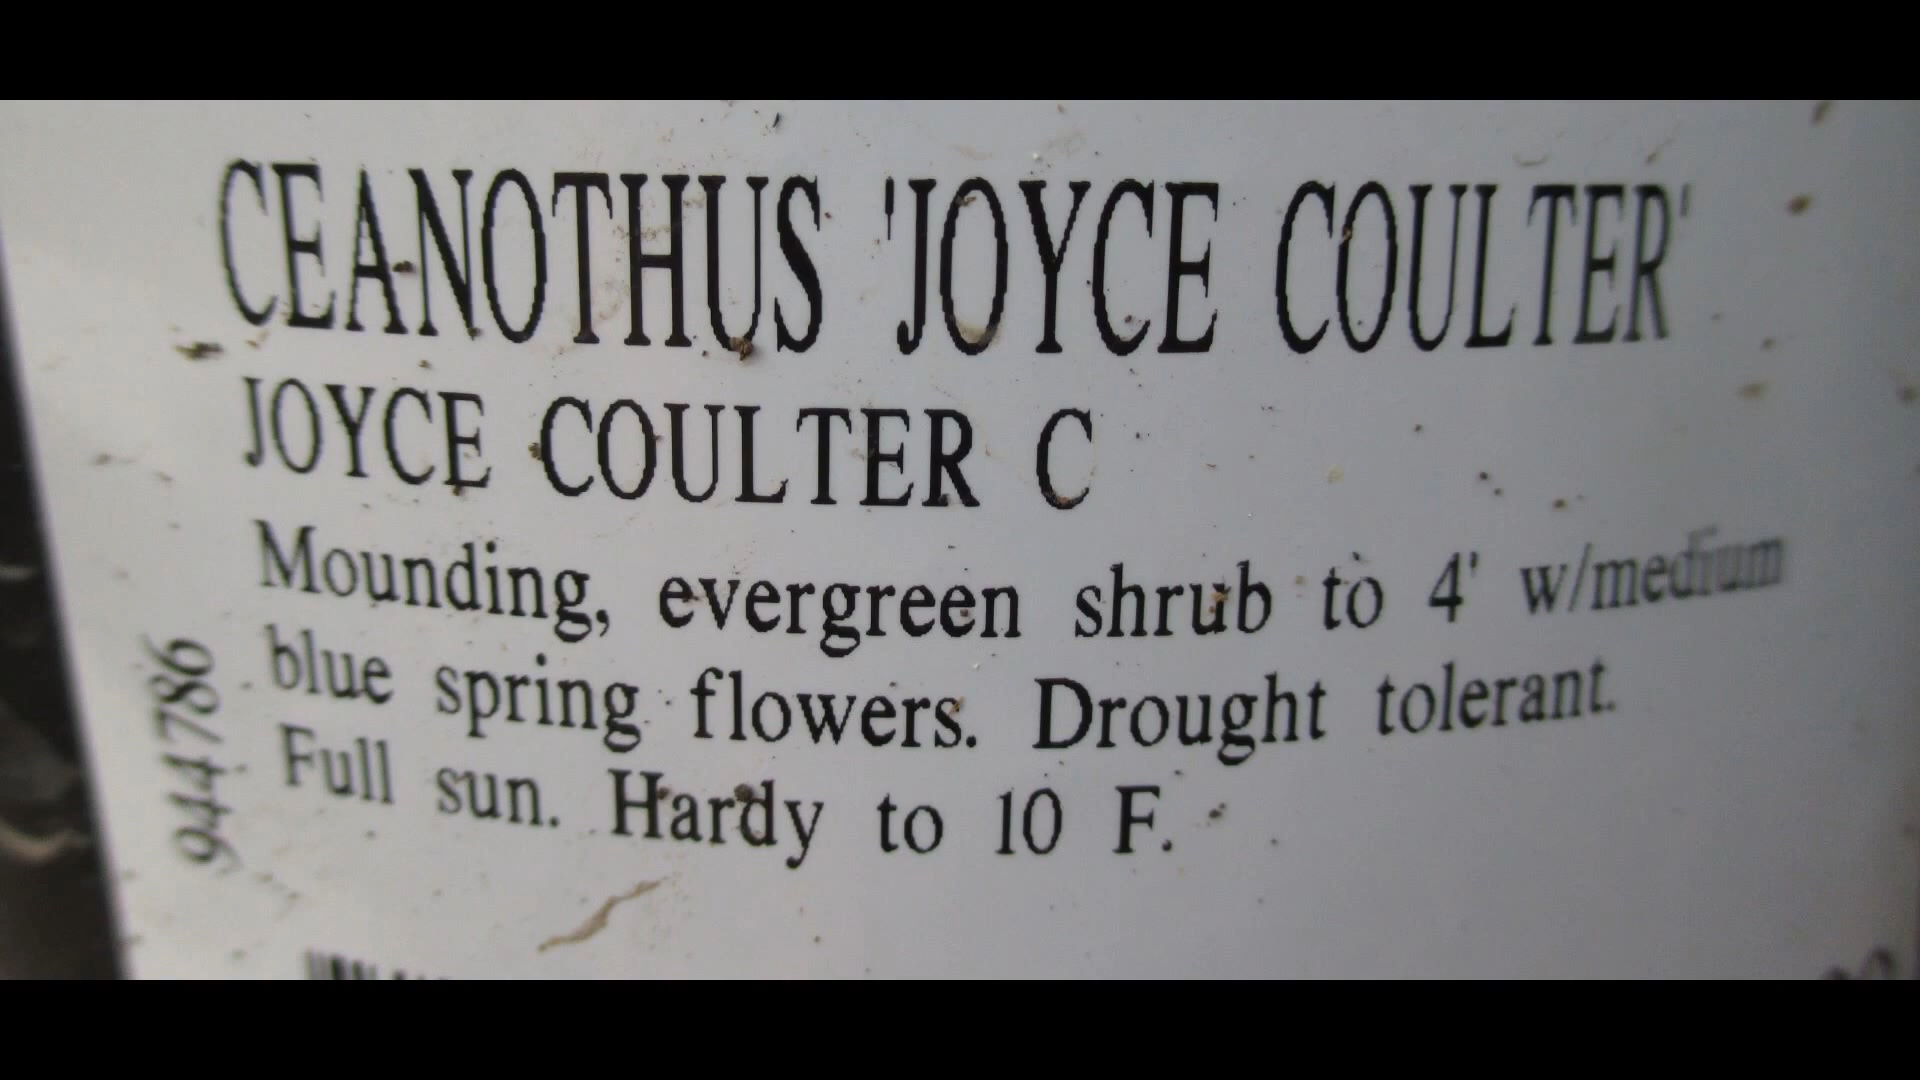 CEANOTHUS 'JOYCE COULTER'
JOYCE COULTER C
Mounding, evergreen shrub to 4' w/medium
blue spring flowers. Drought tolerant.
Full sun. Hardy to 10 F.
9444786